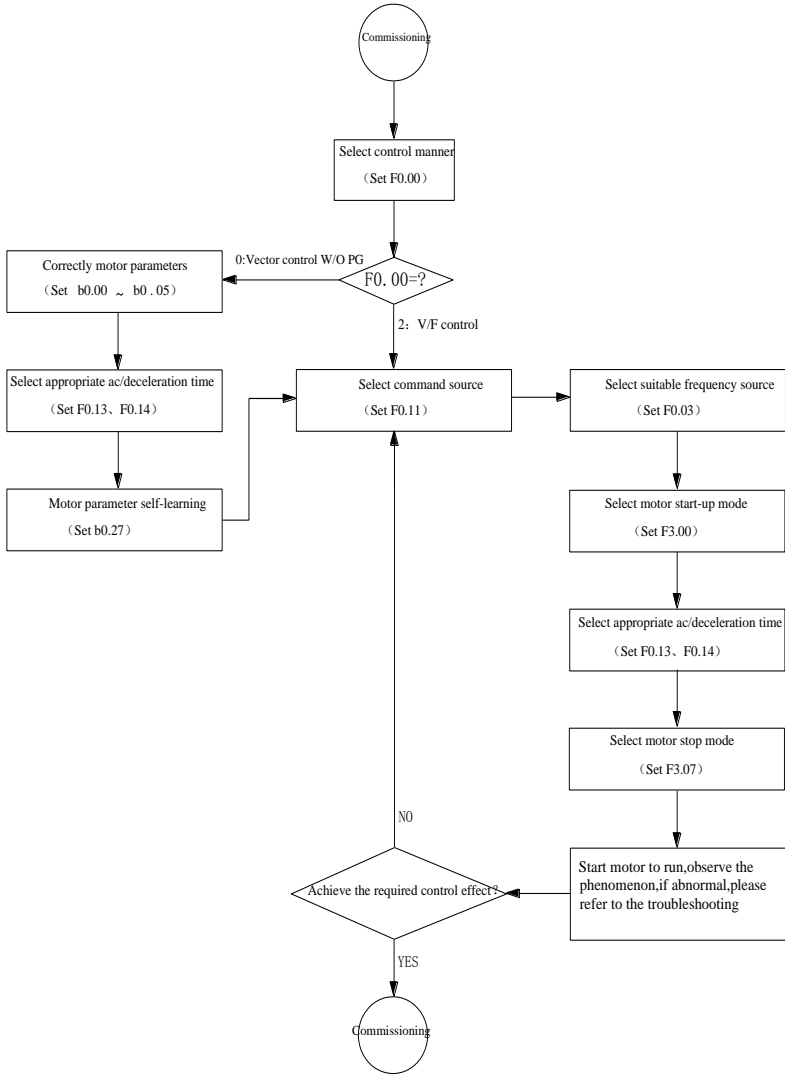 Commissioning
Select control manner
（Set F0.00）
0:Vector control W/O PG
F0.00=?
2：V/F control
Correctly motor parameters
（Set b0.00 ~ b0.05）
Select appropriate ac/deceleration time
（Set F0.13、F0.14）
Motor parameter self-learning
（Set b0.27）
Select command source
（Set F0.11）
Select suitable frequency source
（Set F0.03）
Select motor start-up mode
（Set F3.00）
Select appropriate ac/deceleration time
（Set F0.13、F0.14）
Select motor stop mode
（Set F3.07）
Start motor to run,observe the
phenomenon,if abnormal,please
refer to the troubleshooting
Achieve the required control effect?
NO
YES
Commissioning